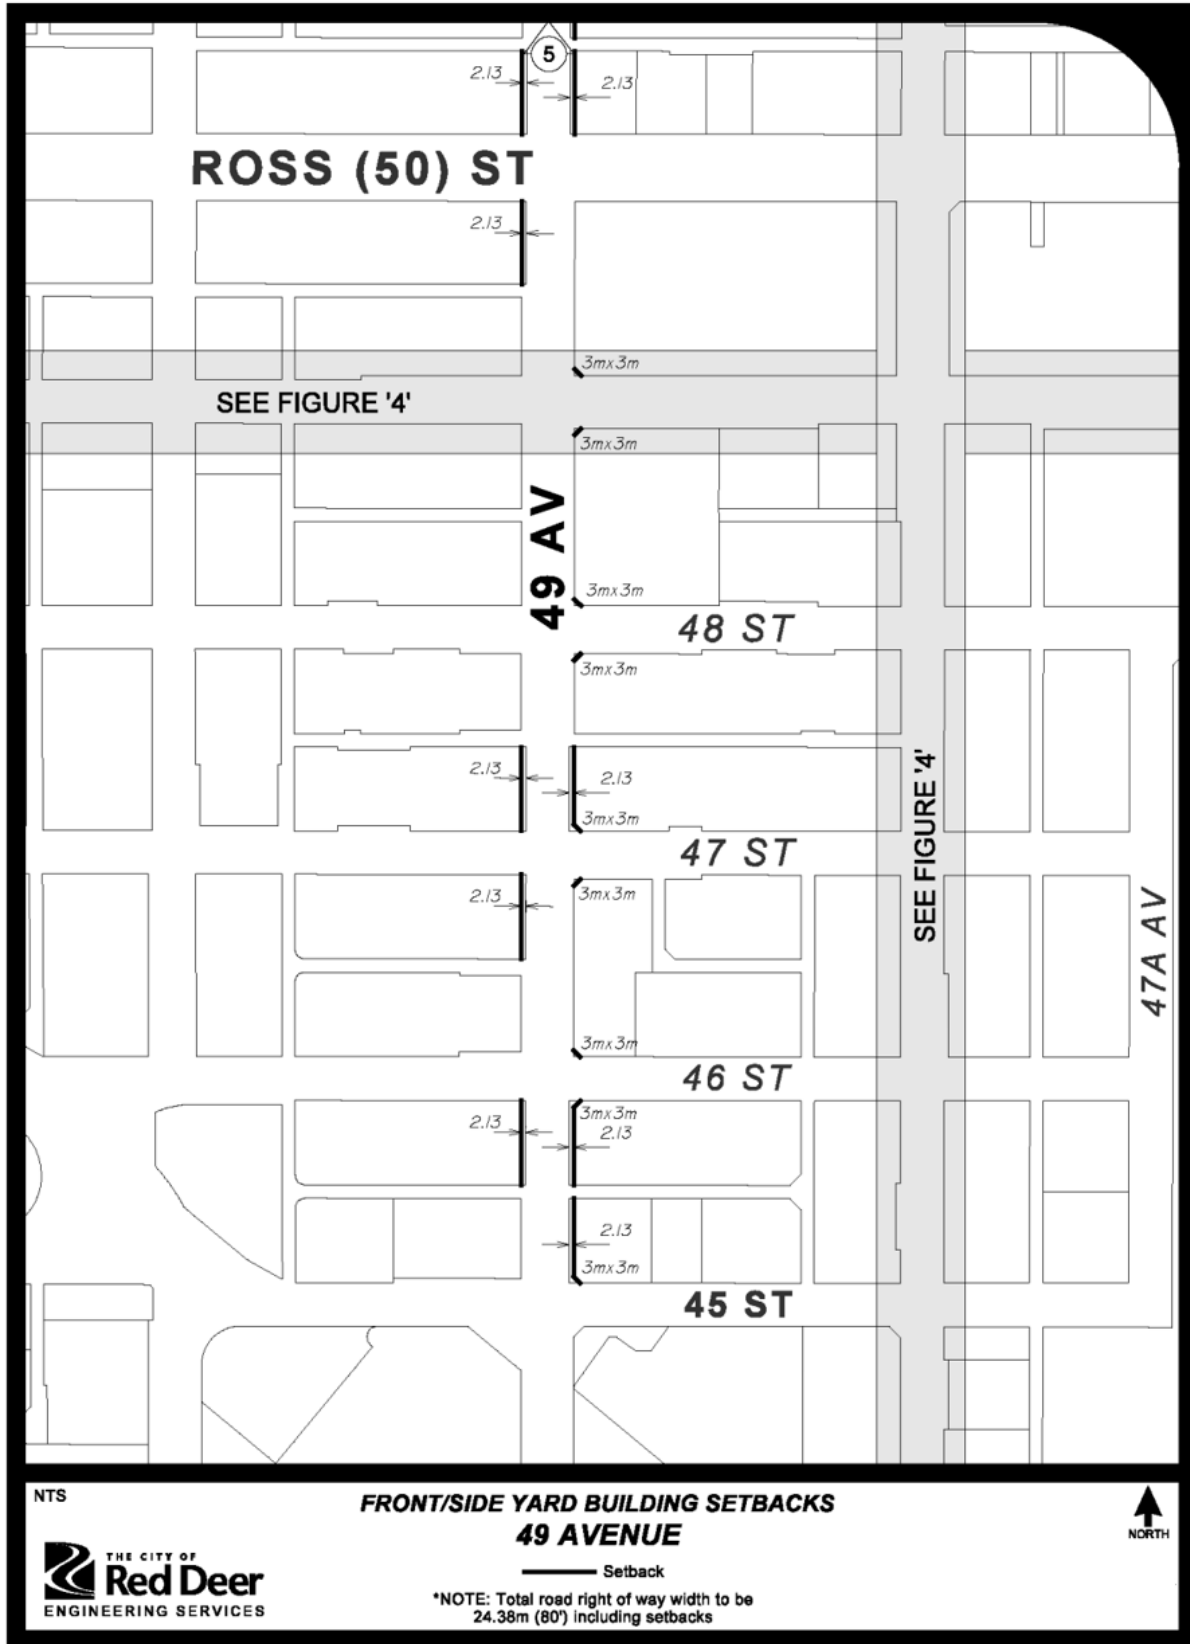 5
2.13
2.13
ROSS (50) ST
2.13
3mx3m
SEE FIGURE '4'
3mx3m
49 AV
3mx3m
48 ST
3mx3m
SEE FIGURE '4'
2.13
2.13
3mx3m
47 ST
2.13
3mx3m
47A AV
3mx3m
46 ST
3mx3m
2.13
2.13
2.13
3mx3m
45 ST
NTS
FRONT/SIDE YARD BUILDING SETBACKS
49 AVENUE
NORTH
Setback
THE CITY OF
Red Deer
ENGINEERING SERVICES
*NOTE: Total road right of way width to be
24.38m (80') including setbacks